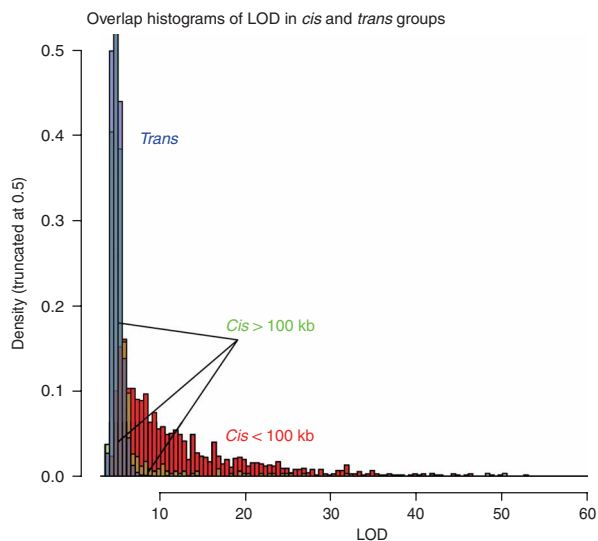 Overlap histograms of LOD in cis and trans groups
Density (truncated at 0.5)
0.5
0.4
0.3
0.2
0.1
0.0
Trans
Cis > 100 kb
Cis < 100 kb
10 20 30 40 50 60
LOD